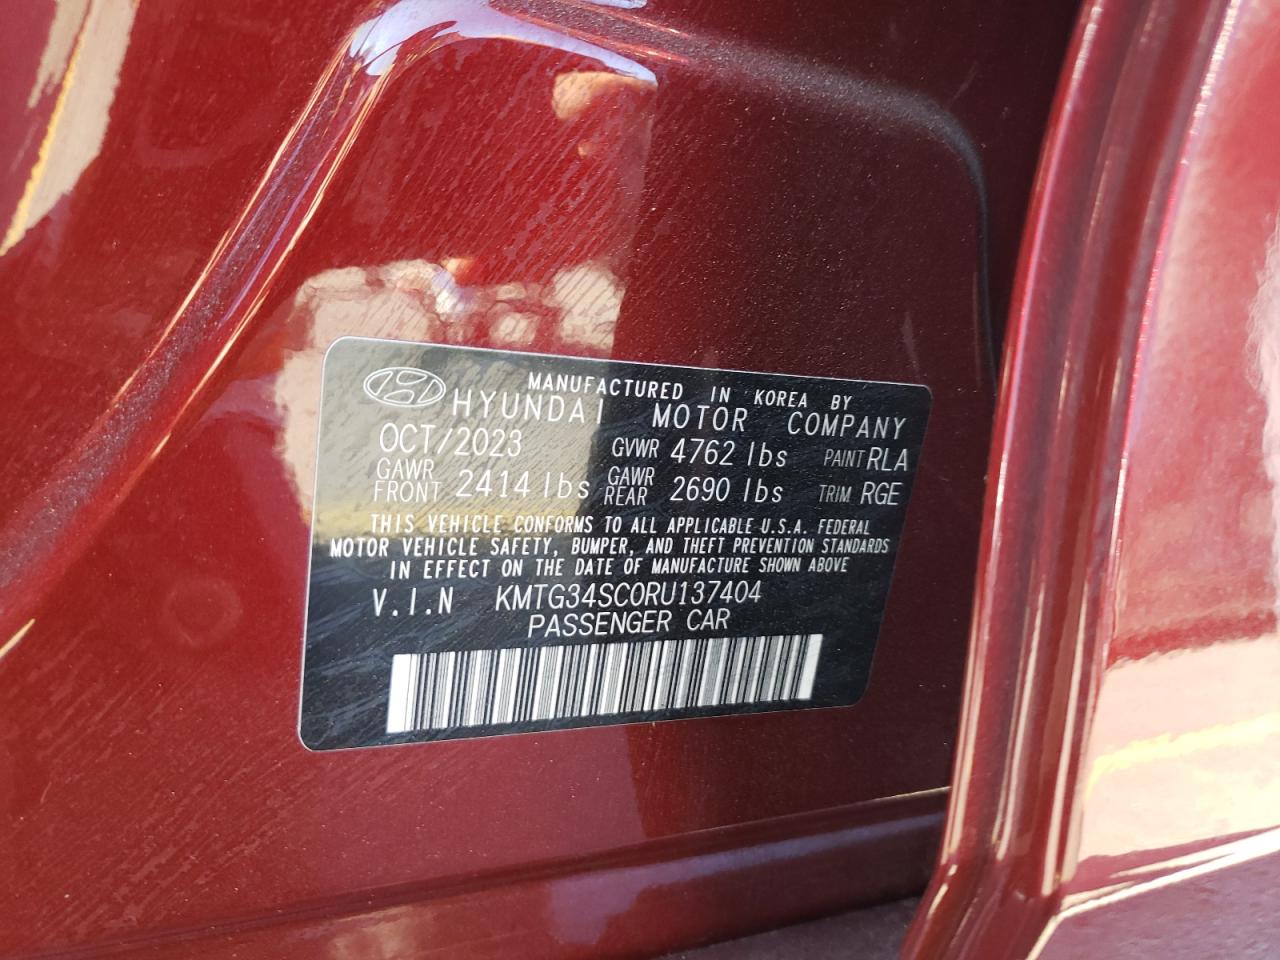 MANUFACTURED IN KOREA BY
HYUNDAI MOTOR COMPANY
OCT/2023 GVWR 4762 lbs PAINT RLA
GAWR FRONT 2414 lbs GAWR REAR 2690 lbs TRIM RGE
THIS VEHICLE CONFORMS TO ALL APPLICABLE U.S.A. FEDERAL
MOTOR VEHICLE SAFETY, BUMPER, AND THEFT PREVENTION STANDARDS
IN EFFECT ON THE DATE OF MANUFACTURE SHOWN ABOVE
V.I.N KMTG34SC0RU137404
PASSENGER CAR